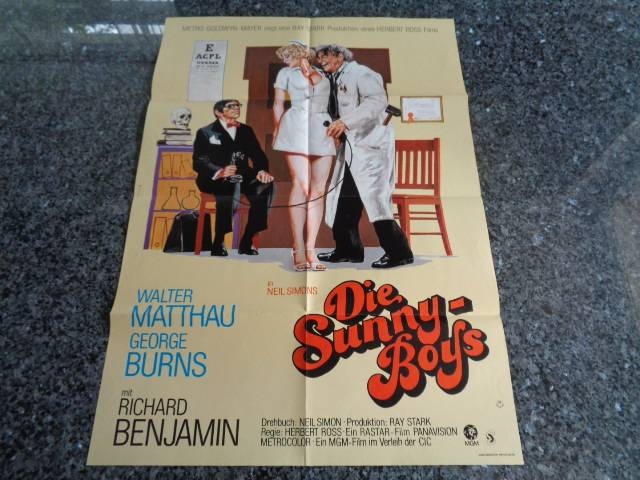 METRO-GOLDWYN-MAYER zeigt eine RAY STARK-Produktion eines HERBERT ROSS-Films
E
ACFL
in
NEIL SIMONS
Die
Sunny-
Boys
WALTER
MATTHAU
GEORGE
BURNS
mit
RICHARD
BENJAMIN
Drehbuch: NEIL SIMON · Produktion: RAY STARK
Regie: HERBERT ROSS · Ein RASTAR-Film PANAVISION
METROCOLOR · Ein MGM-Film im Verleih der CIC
MGM